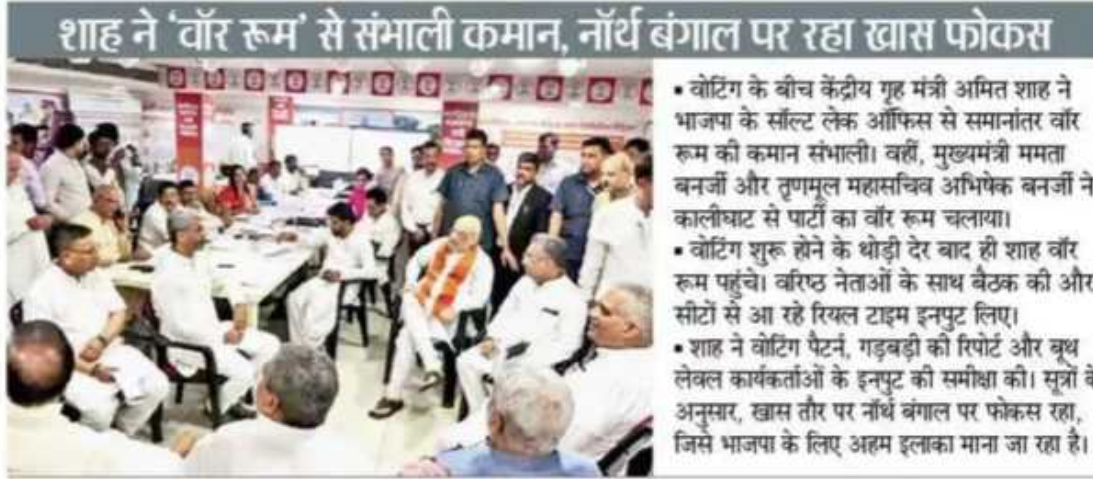 शाह ने 'वॉर रूम' से संभाली कमान, नॉर्थ बंगाल पर रहा खास फोकस
▪ वोटिंग के बीच केंद्रीय गृह मंत्री अमित शाह ने
भाजपा के सॉल्ट लेक ऑफिस से समानांतर वॉर
रूम की कमान संभाली। वहीं, मुख्यमंत्री ममता
बनर्जी और तृणमूल महासचिव अभिषेक बनर्जी ने
कालीघाट से पार्टी का वॉर रूम चलाया।
▪ वोटिंग शुरू होने के थोड़ी देर बाद ही शाह वॉर
रूम पहुंचे। वरिष्ठ नेताओं के साथ बैठक की और
सीटों से आ रहे रियल टाइम इनपुट लिए।
▪ शाह ने वोटिंग पैटर्न, गड़बड़ी की रिपोर्ट और बूथ
लेवल कार्यकर्ताओं के इनपुट की समीक्षा की। सूत्रों के
अनुसार, खास तौर पर नॉर्थ बंगाल पर फोकस रहा,
जिसे भाजपा के लिए अहम इलाका माना जा रहा है।